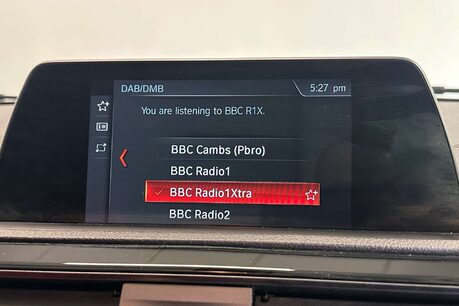 DAB/DMB
5:27 pm
You are listening to BBC R1X.
BBC Cambs (Pbro)
BBC Radio1
BBC Radio1Xtra
BBC Radio2